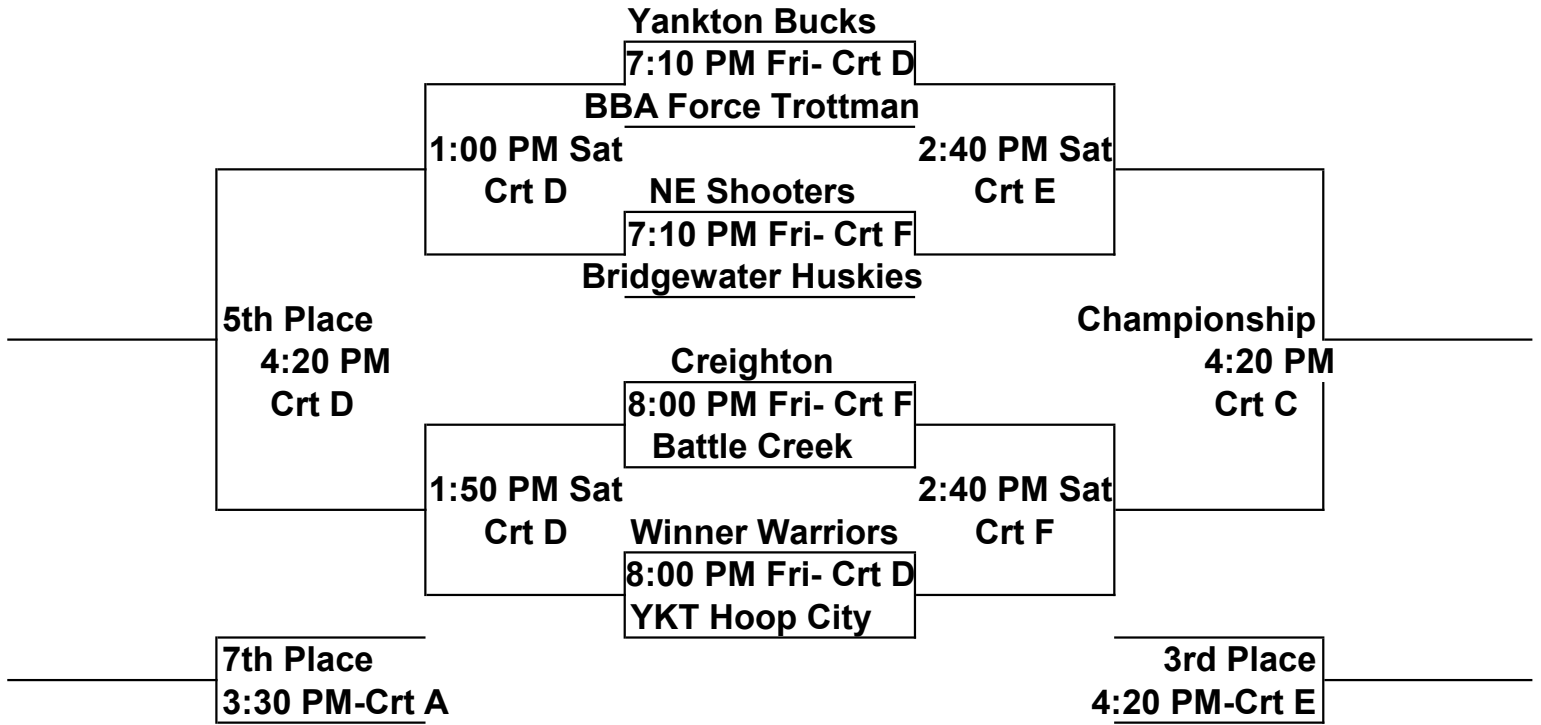 Yankton Bucks
7:10 PM Fri- Crt D
BBA Force Trottman
1:00 PM Sat
2:40 PM Sat
Crt D
NE Shooters
Crt E
7:10 PM Fri- Crt F
Bridgewater Huskies
5th Place
Championship
4:20 PM
Creighton
4:20 PM
Crt D
8:00 PM Fri- Crt F
Crt C
Battle Creek
1:50 PM Sat
2:40 PM Sat
Crt D
Winner Warriors
Crt F
8:00 PM Fri- Crt D
YKT Hoop City
7th Place
3rd Place
3:30 PM-Crt A
4:20 PM-Crt E